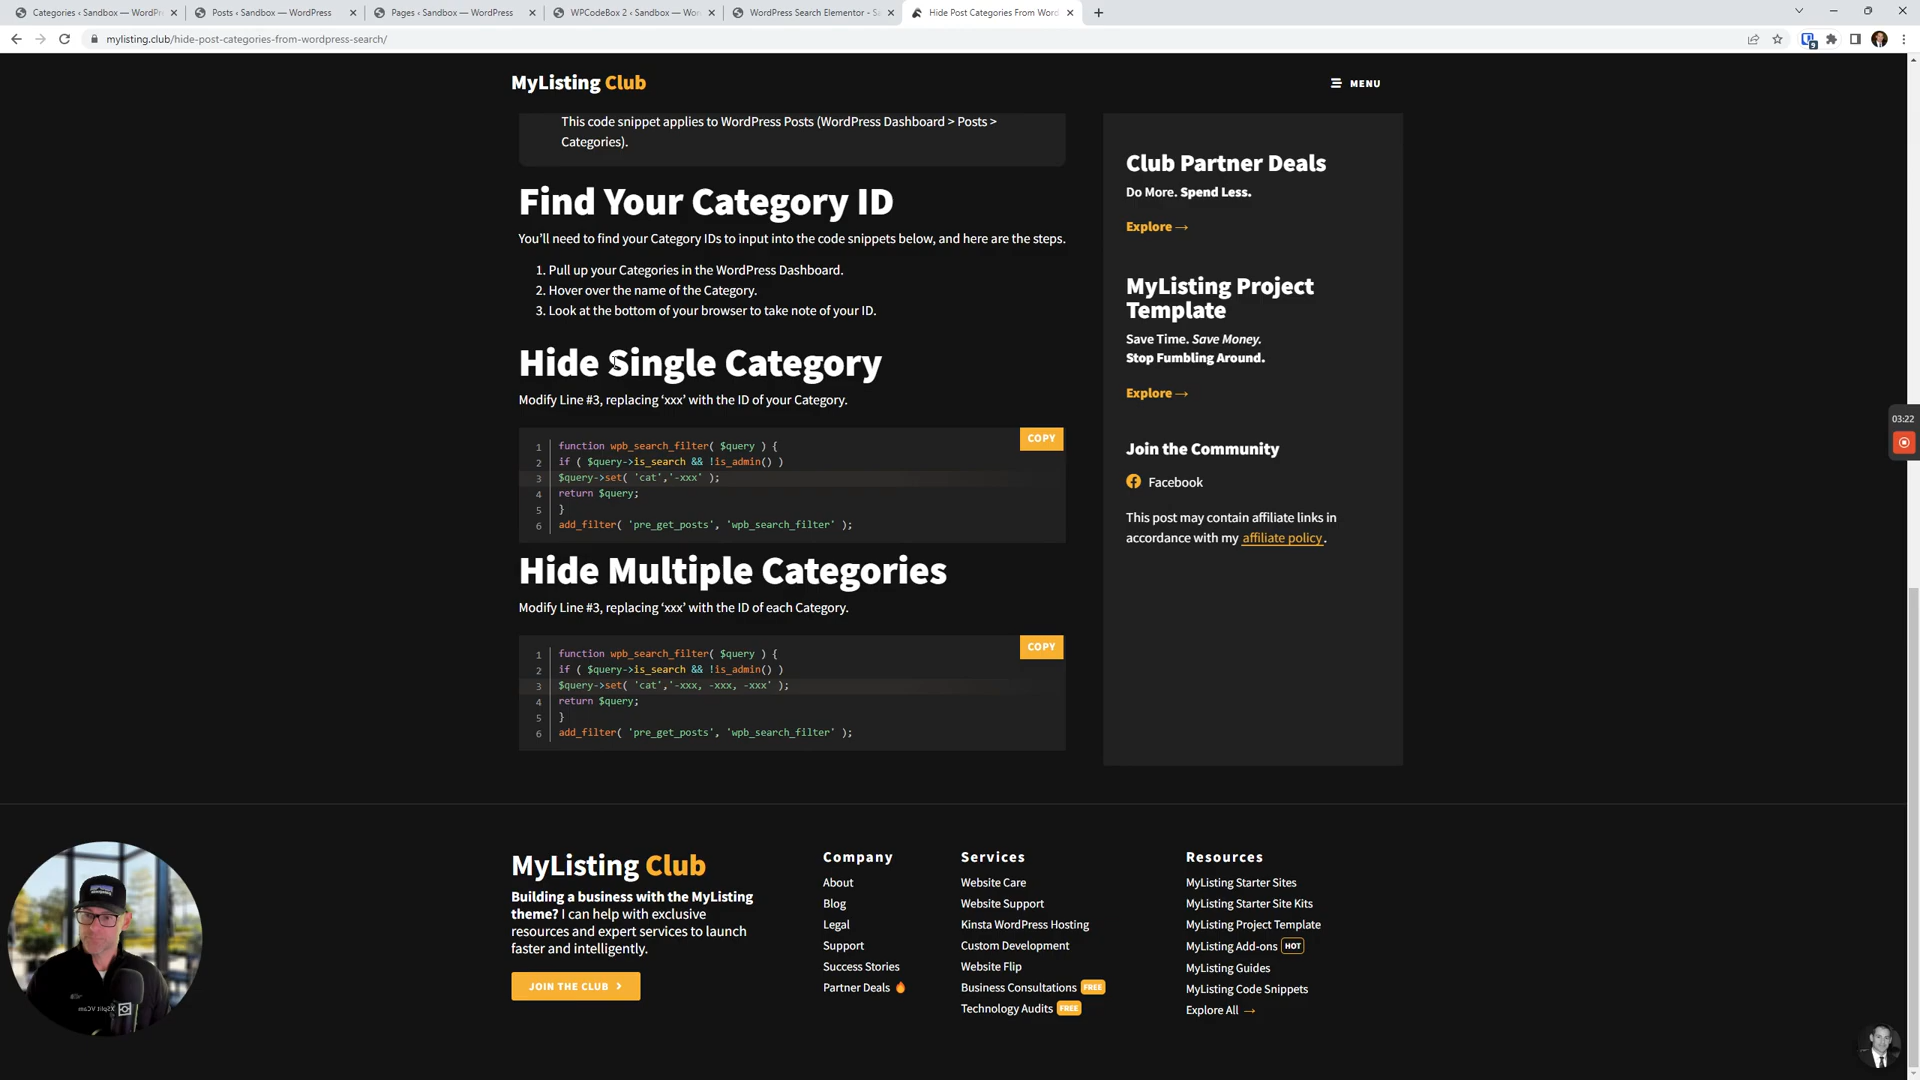 Categories ‹ Sandbox — WordPr
Posts ‹ Sandbox — WordPress
Pages ‹ Sandbox — WordPress
WPCodeBox 2 ‹ Sandbox — Wor
WordPress Search Elementor - S
Hide Post Categories From Word
mylisting.club/hide-post-categories-from-wordpress-search/
9
MyListing Club
MENU
This code snippet applies to WordPress Posts (WordPress Dashboard > Posts >
Categories).
Find Your Category ID
You'll need to find your Category IDs to input into the code snippets below, and here are the steps.
1. Pull up your Categories in the WordPress Dashboard.
2. Hover over the name of the Category.
3. Look at the bottom of your browser to take note of your ID.
Hide Single Category
Modify Line #3, replacing ‘xxx’ with the ID of your Category.
COPY
1 function wpb_search_filter( $query ) {
2 if ( $query->is_search && !is_admin() )
3 $query->set( 'cat','-xxx' );
4 return $query;
5 }
6 add_filter( 'pre_get_posts', 'wpb_search_filter' );
Hide Multiple Categories
Modify Line #3, replacing ‘xxx’ with the ID of each Category.
COPY
1 function wpb_search_filter( $query ) {
2 if ( $query->is_search && !is_admin() )
3 $query->set( 'cat','-xxx, -xxx, -xxx' );
4 return $query;
5 }
6 add_filter( 'pre_get_posts', 'wpb_search_filter' );
Club Partner Deals
Do More. Spend Less.
Explore →
MyListing Project
Template
Save Time. Save Money.
Stop Fumbling Around.
Explore →
Join the Community
Facebook
This post may contain affiliate links in
accordance with my affiliate policy.
03:22
MyListing Club
Building a business with the MyListing
theme? I can help with exclusive
resources and expert services to launch
faster and intelligently.
JOIN THE CLUB >
Company
About
Blog
Legal
Support
Success Stories
Partner Deals
Services
Website Care
Website Support
Kinsta WordPress Hosting
Custom Development
Website Flip
Business Consultations FREE
Technology Audits FREE
Resources
MyListing Starter Sites
MyListing Starter Site Kits
MyListing Project Template
MyListing Add-ons HOT
MyListing Guides
MyListing Code Snippets
Explore All →
XSplit VCam